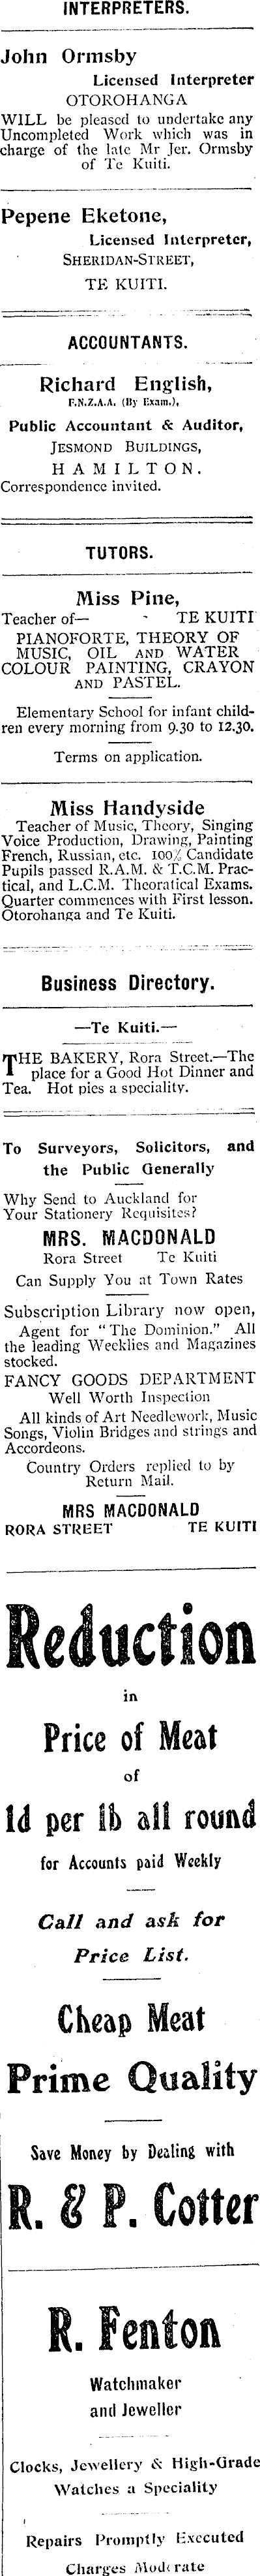 INTERPRETERS.
John Ormsby
Licensed Interpreter
OTOROHANGA
WILL be pleased to undertake any
Uncompleted Work which was in
charge of the late Mr Jer. Ormsby
of Te Kuiti.
Pepene Eketone,
Licensed Interpreter,
SHERIDAN-STREET,
TE KUITI.
ACCOUNTANTS.
Richard English,
F.N.Z.A.A. (By Exam.),
Public Accountant & Auditor,
JESMOND BUILDINGS,
HAMILTON.
Correspondence invited.
TUTORS.
Miss Pine,
Teacher of— - TE KUITI
PIANOFORTE, THEORY OF
MUSIC, OIL AND WATER
COLOUR PAINTING, CRAYON
AND PASTEL.
Elementary School for infant child-
ren every morning from 9.30 to 12.30.
Terms on application.
Miss Handyside
Teacher of Music, Theory, Singing
Voice Production, Drawing, Painting
French, Russian, etc. 100% Candidate
Pupils passed R.A.M. & T.C.M. Prac-
tical, and L.C.M. Theoratical Exams.
Quarter commences with First lesson.
Otorohanga and Te Kuiti.
Business Directory.
—Te Kuiti.—
THE BAKERY, Rora Street.—The
place for a Good Hot Dinner and
Tea. Hot pies a speciality.
To Surveyors, Solicitors, and
the Public Generally
Why Send to Auckland for
Your Stationery Requisites?
MRS. MACDONALD
Rora Street Te Kuiti
Can Supply You at Town Rates
Subscription Library now open,
Agent for "The Dominion." All
the leading Weeklies and Magazines
stocked.
FANCY GOODS DEPARTMENT
Well Worth Inspection
All kinds of Art Needlework, Music
Songs, Violin Bridges and strings and
Accordeons.
Country Orders replied to by
Return Mail.
MRS MACDONALD
RORA STREET TE KUITI
Reduction
in
Price of Meat
of
1d per lb all round
for Accounts paid Weekly
Call and ask for
Price List.
Cheap Meat
Prime Quality
Save Money by Dealing with
R. & P. Cotter
R. Fenton
Watchmaker
and Jeweller
Clocks, Jewellery & High-Grade
Watches a Speciality
Repairs Promptly Executed
Charges Moderate